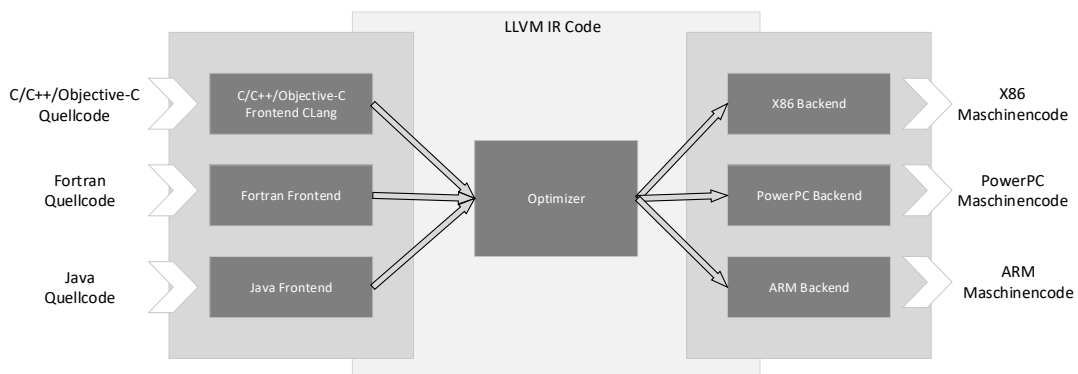 LLVM IR Code
C/C++/Objective-C
Quellcode
C/C++/Objective-C
Frontend CLang
X86 Backend
X86
Maschinencode
Fortran
Quellcode
Fortran Frontend
Optimizer
PowerPC Backend
PowerPC
Maschinencode
Java
Quellcode
Java Frontend
ARM Backend
ARM
Maschinencode